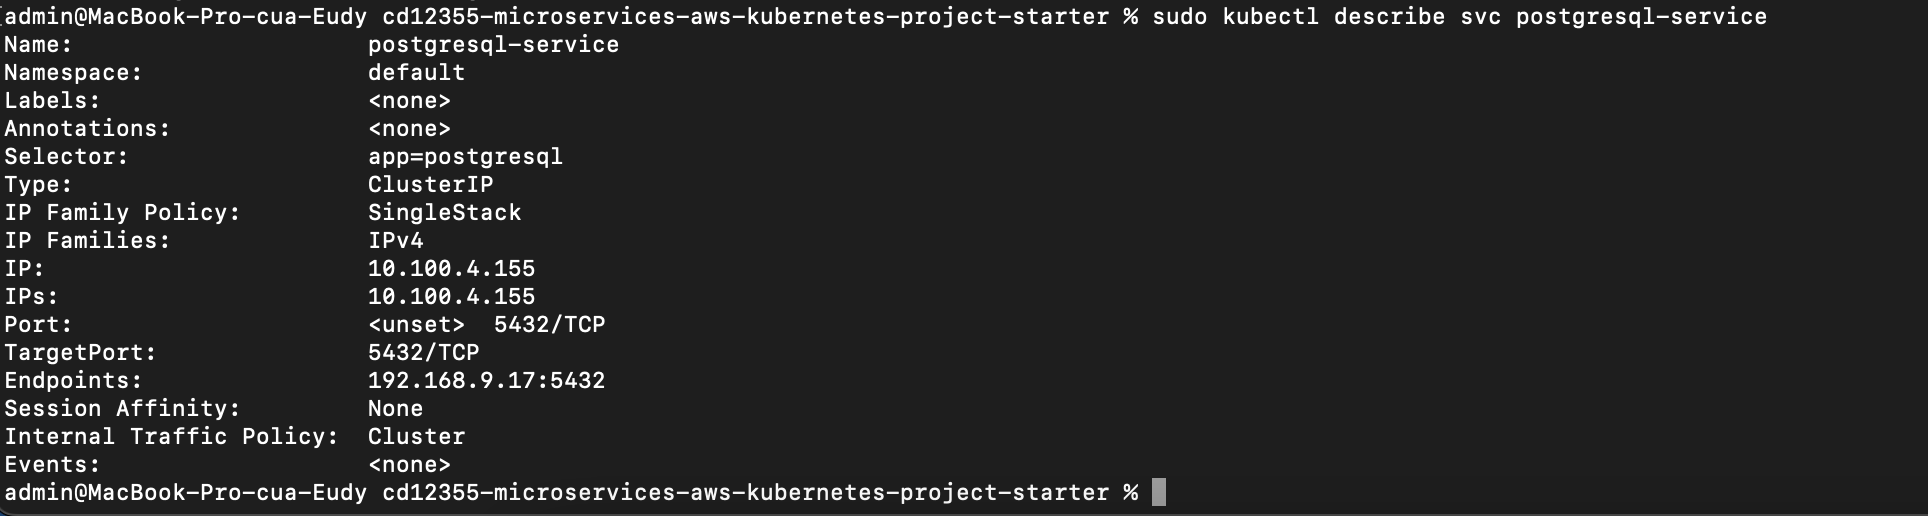 admin@MacBook-Pro-cua-Eudy cd12355-microservices-aws-kubernetes-project-starter % sudo kubectl describe svc postgresql-service
Name:                     postgresql-service
Namespace:                default
Labels:                   <none>
Annotations:              <none>
Selector:                 app=postgresql
Type:                     ClusterIP
IP Family Policy:         SingleStack
IP Families:              IPv4
IP:                       10.100.4.155
IPs:                      10.100.4.155
Port:                     <unset>  5432/TCP
TargetPort:               5432/TCP
Endpoints:                192.168.9.17:5432
Session Affinity:         None
Internal Traffic Policy:  Cluster
Events:                   <none>
admin@MacBook-Pro-cua-Eudy cd12355-microservices-aws-kubernetes-project-starter %